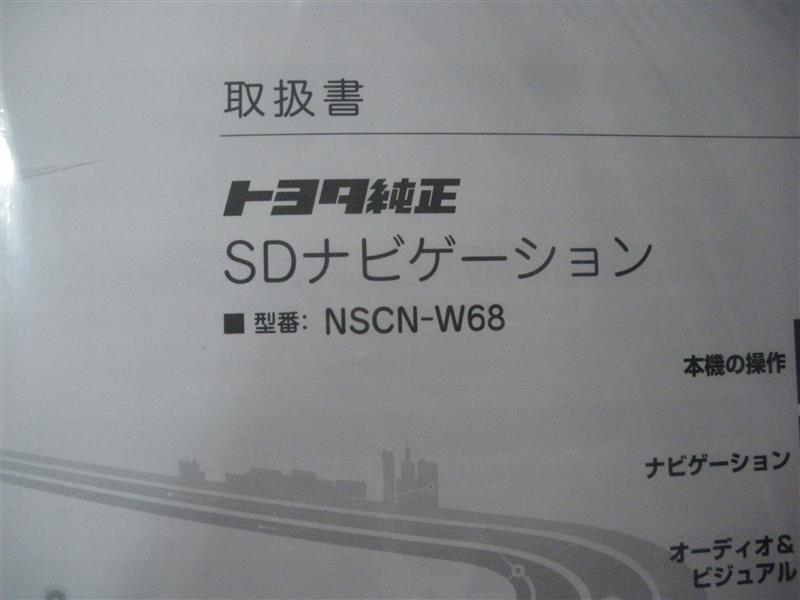 取扱書
トヨタ純正
SDナビゲーション
■ 型番: NSCN-W68
本機の操作
ナビゲーション
オーディオ&
ビジュアル